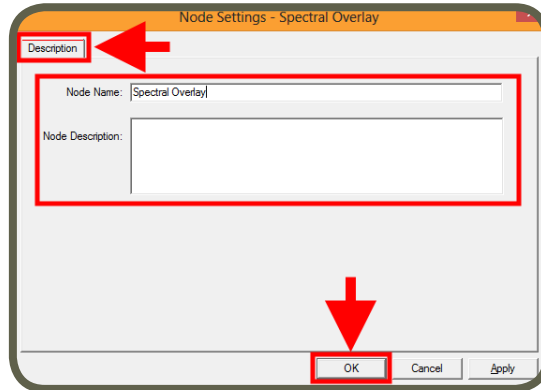 Node Settings - Spectral Overlay
Description
Node Name: Spectral Overlay
Node Description:
OK Cancel Apply